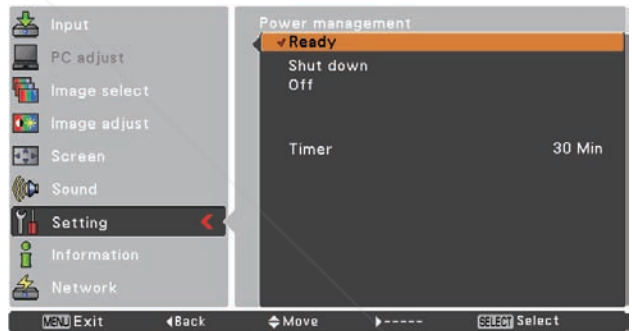 Input
PC adjust
Image select
Image adjust
Screen
Sound
Setting
Information
Network
Power management
Ready
Shut down
Off
Timer 30 Min
MENU Exit Back Move ----- SELECT Select